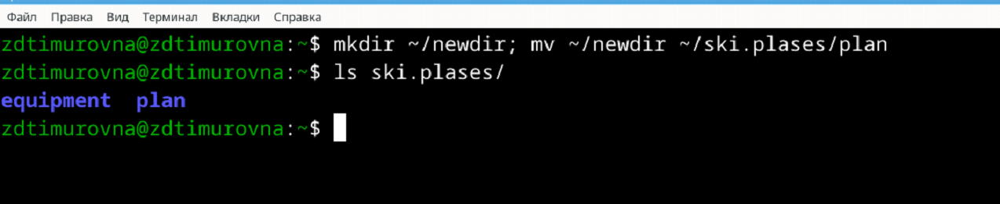 Файл Правка Вид Терминал Вкладки Справка
zdtimurovna@zdtimurovna:~$ mkdir ~/newdir; mv ~/newdir ~/ski.plases/plan
zdtimurovna@zdtimurovna:~$ ls ski.plases/
equipment plan
zdtimurovna@zdtimurovna:~$